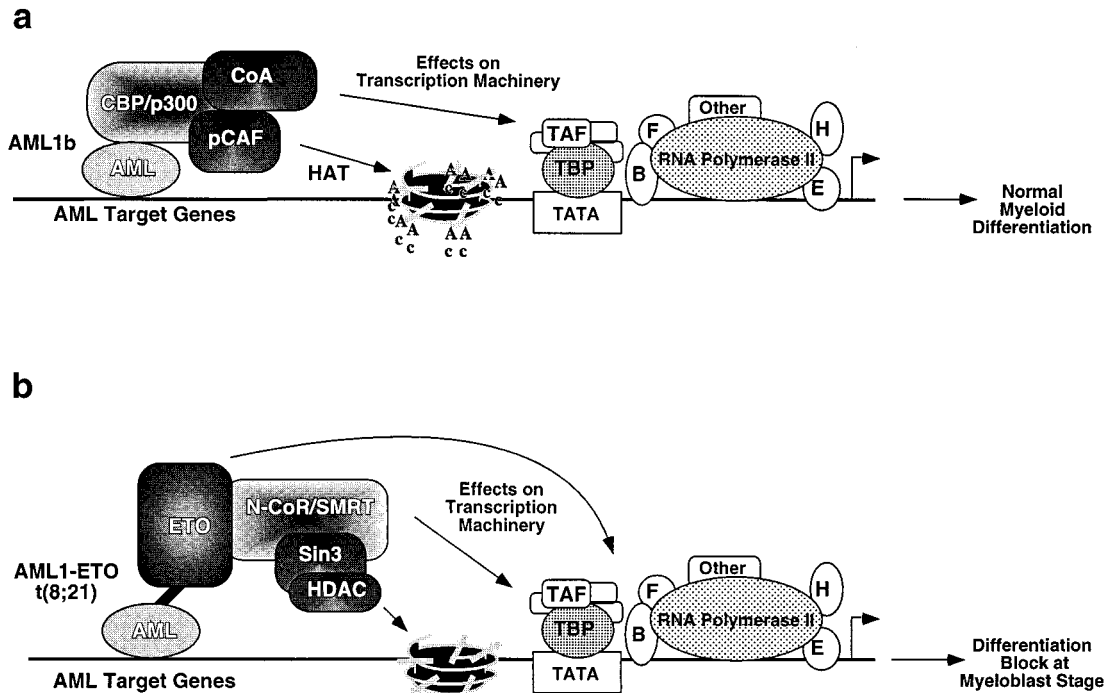 a
CoA
CBP/p300
pCAF
AML1b
AML
HAT
AML Target Genes
Effects on
Transcription Machinery
A A A A A
c c c c
A A A
c c c c
A A
c c
TAF
TBP
TATA
F
B
Other
RNA Polymerase II
H
E
Normal
Myeloid
Differentiation
b
ETO
N-CoR/SMRT
Sin3
HDAC
AML1-ETO
t(8;21)
AML
AML Target Genes
Effects on
Transcription
Machinery
TAF
TBP
TATA
F
B
Other
RNA Polymerase II
H
E
Differentiation
Block at
Myeloblast Stage